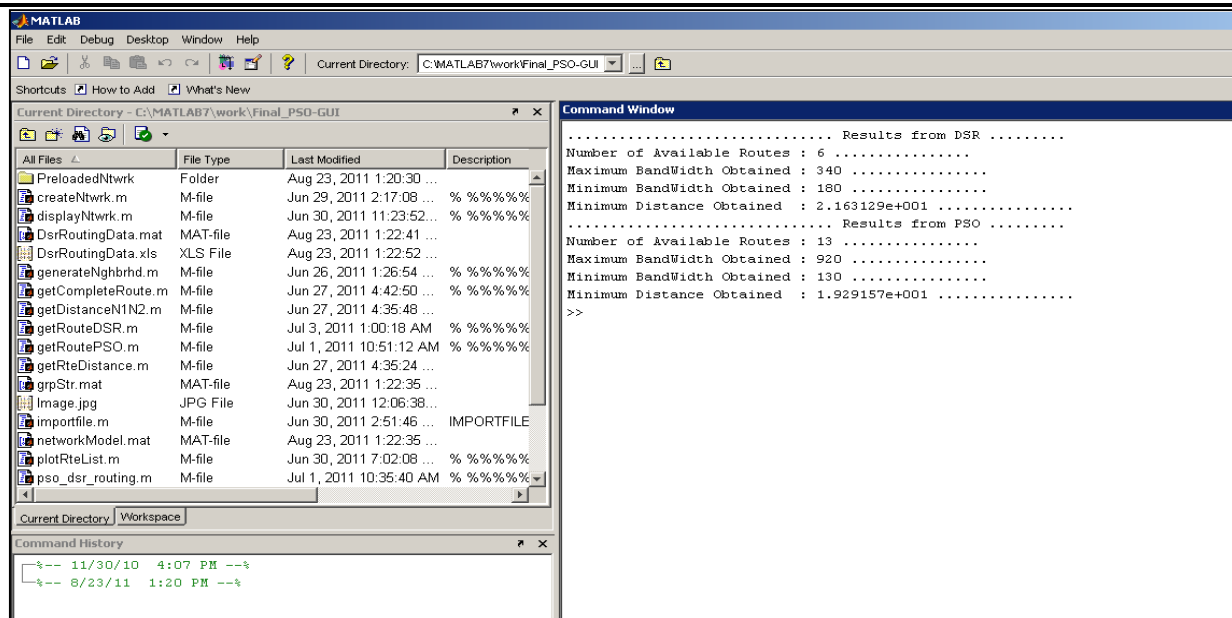 MATLAB
File Edit Debug Desktop Window Help
Current Directory: C:\MATLAB7\work\Final_PSO-GUI ...
Shortcuts How to Add What's New
Current Directory - C:\MATLAB7\work\Final_PSO-GUI
All Files File Type Last Modified Description
PreloadedNtwrk Folder Aug 23, 2011 1:20:30 ...
createNtwrk.m M-file Jun 29, 2011 2:17:08 ... % %%%%%
displayNtwrk.m M-file Jun 30, 2011 11:23:52... % %%%%%
DsrRoutingData.mat MAT-file Aug 23, 2011 1:22:41 ...
DsrRoutingData.xls XLS File Aug 23, 2011 1:22:52 ...
generateNghbrhd.m M-file Jun 26, 2011 1:26:54 ... % %%%%%
getCompleteRoute.m M-file Jun 27, 2011 4:42:50 ... % %%%%%
getDistanceN1N2.m M-file Jun 27, 2011 4:35:48 ...
getRouteDSR.m M-file Jul 3, 2011 1:00:18 AM % %%%%%
getRoutePSO.m M-file Jul 1, 2011 10:51:12 AM % %%%%%
getRteDistance.m M-file Jun 27, 2011 4:35:24 ...
grpStr.mat MAT-file Aug 23, 2011 1:22:35 ...
Image.jpg JPG File Jun 30, 2011 12:06:38...
importfile.m M-file Jun 30, 2011 2:51:46 ... IMPORTFILE
networkModel.mat MAT-file Aug 23, 2011 1:22:35 ...
plotRteList.m M-file Jun 30, 2011 7:02:08 ... % %%%%%
pso_dsr_routing.m M-file Jul 1, 2011 10:35:40 AM % %%%%%
Current Directory Workspace
Command History
%-- 11/30/10 4:07 PM --%
%-- 8/23/11 1:20 PM --%
Command Window
............................... Results from DSR .........
Number of Available Routes : 6 ................
Maximum BandWidth Obtained : 340 ................
Minimum BandWidth Obtained : 180 ................
Minimum Distance Obtained : 2.163129e+001 ................
............................... Results from PSO .........
Number of Available Routes : 13 ................
Maximum BandWidth Obtained : 920 ................
Minimum BandWidth Obtained : 130 ................
Minimum Distance Obtained : 1.929157e+001 ................
>>